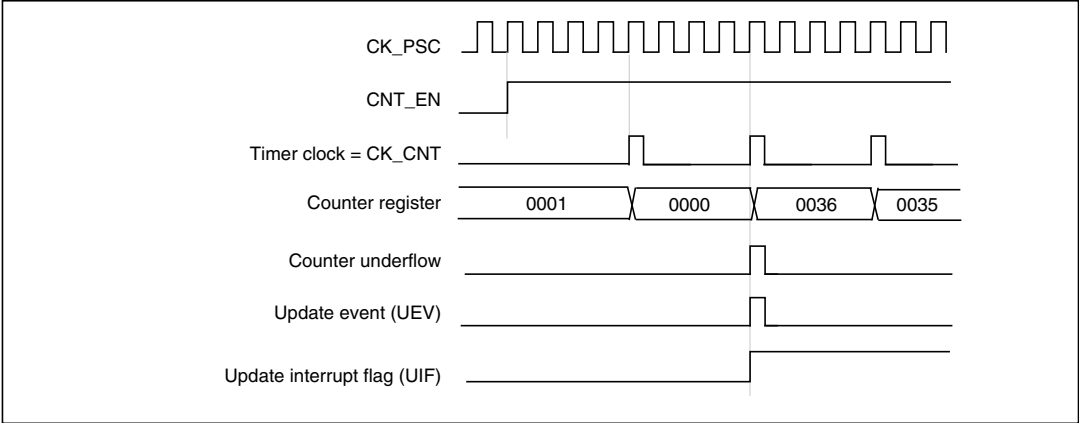 CK_PSC
CNT_EN
Timer clock = CK_CNT
Counter register 0001 0000 0036 0035
Counter underflow
Update event (UEV)
Update interrupt flag (UIF)